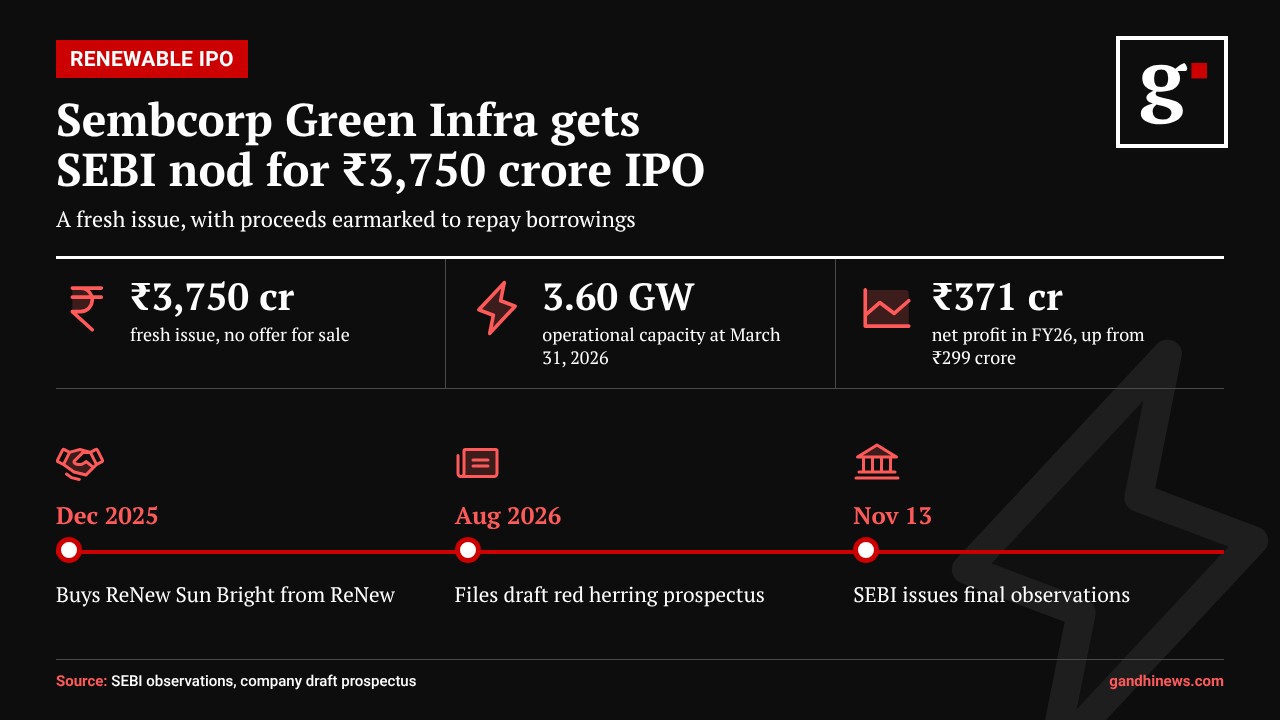 RENEWABLE IPO
g
Sembcorp Green Infra gets
SEBI nod for ₹3,750 crore IPO
A fresh issue, with proceeds earmarked to repay borrowings
₹3,750 cr
fresh issue, no offer for sale
3.60 GW
operational capacity at March
31, 2026
₹371 cr
net profit in FY26, up from
₹299 crore
Dec 2025
Buys ReNew Sun Bright from ReNew
Aug 2026
Files draft red herring prospectus
Nov 13
SEBI issues final observations
Source: SEBI observations, company draft prospectus
gandhinews.com